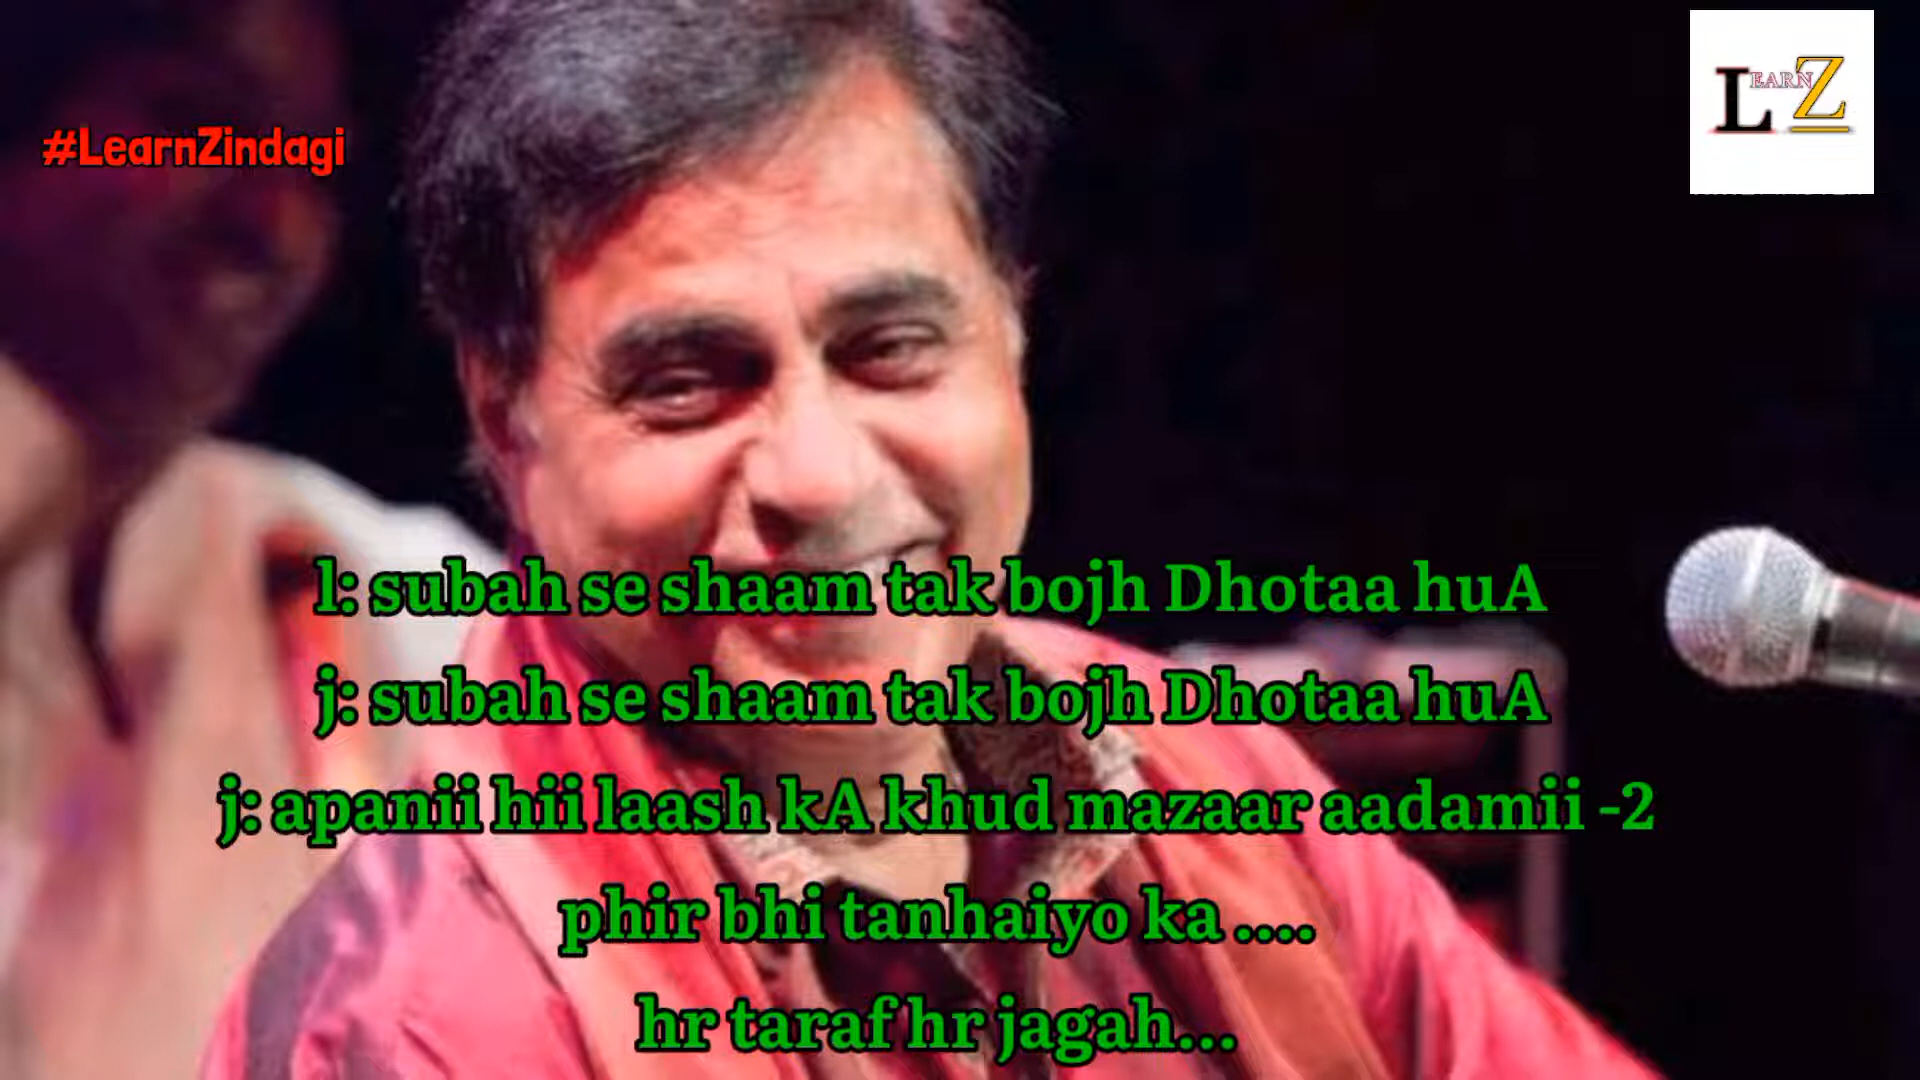 #LearnZindagi
LEARNZ
l: subah se shaam tak bojh Dhotaa huA
j: subah se shaam tak bojh Dhotaa huA
j: apanii hii laash kA khud mazaar aadamii -2
phir bhi tanhaiyo ka ....
hr taraf hr jagah...